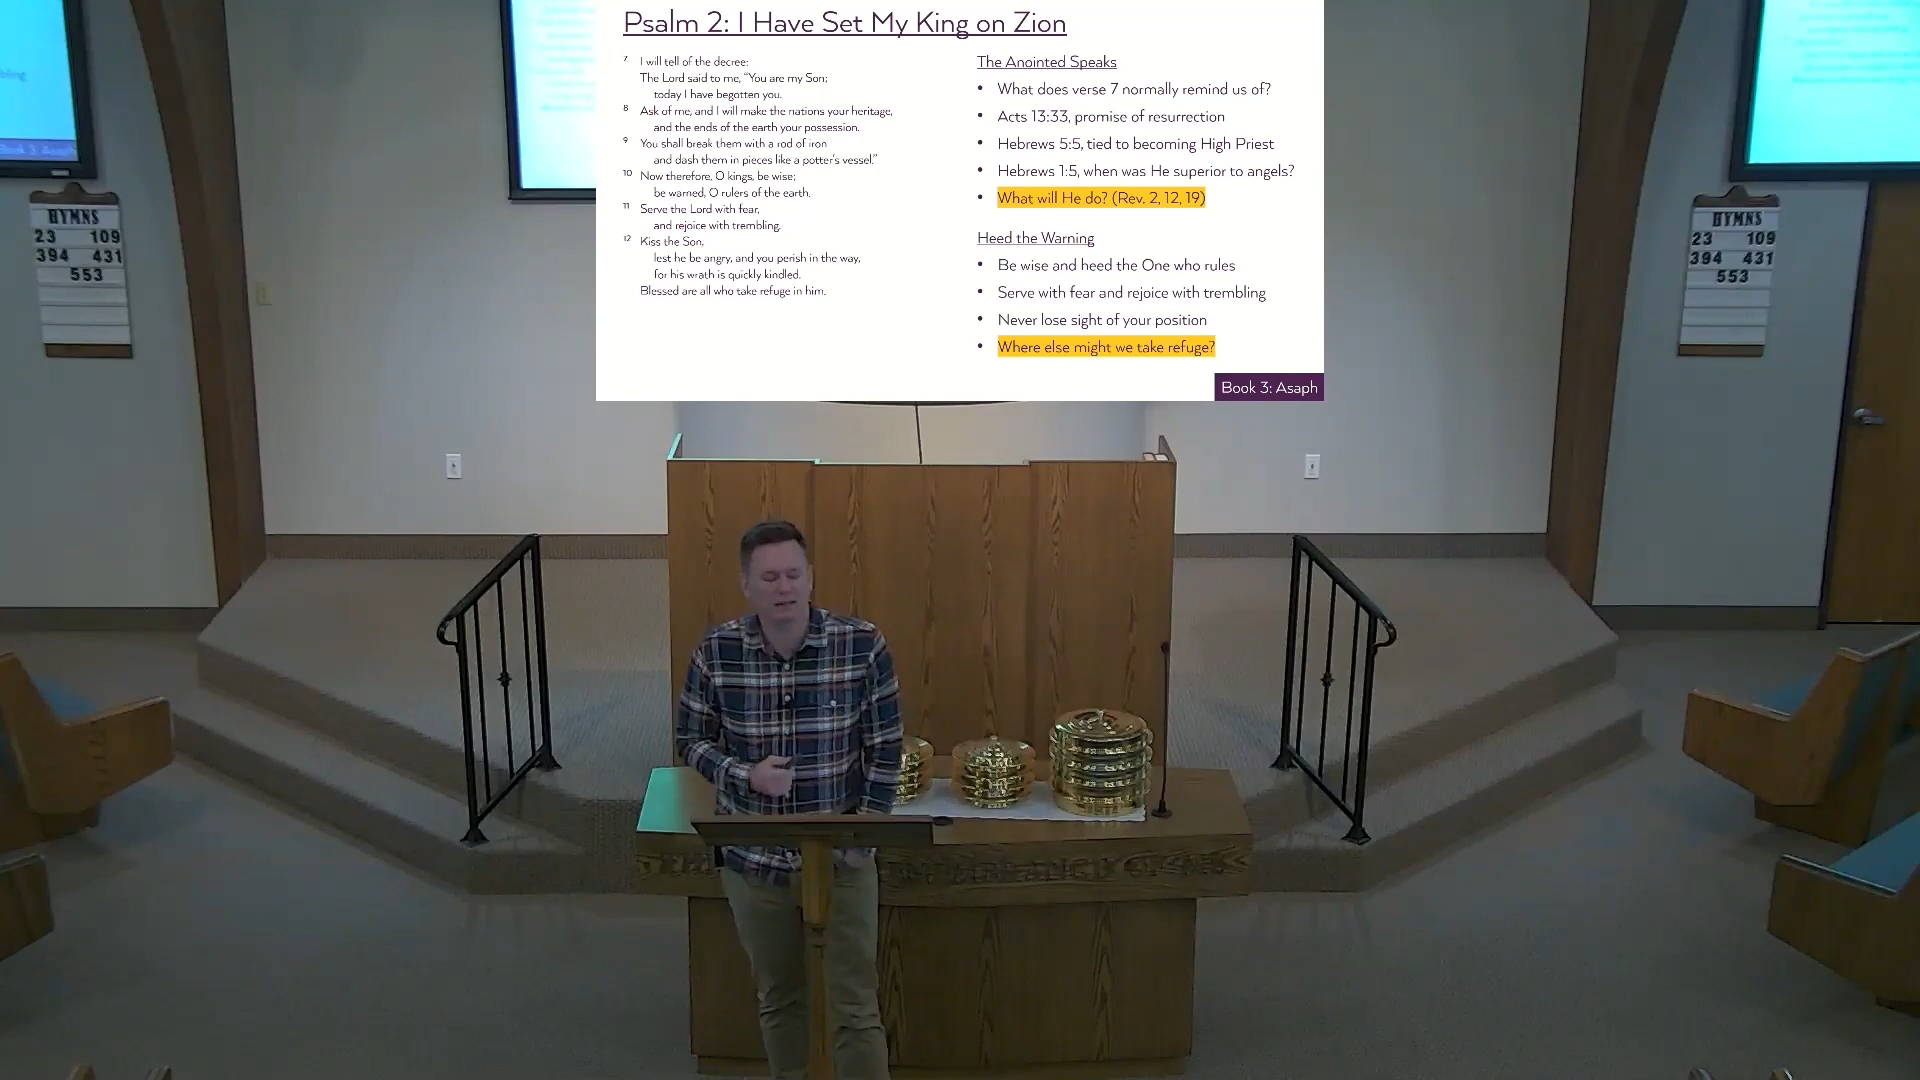 Psalm 2: I Have Set My King on Zion
7 I will tell of the decree:
The Lord said to me, “You are my Son;
today I have begotten you.
8 Ask of me, and I will make the nations your heritage,
and the ends of the earth your possession.
9 You shall break them with a rod of iron
and dash them in pieces like a potter's vessel.”
10 Now therefore, O kings, be wise;
be warned, O rulers of the earth.
11 Serve the Lord with fear,
and rejoice with trembling.
12 Kiss the Son,
lest he be angry, and you perish in the way,
for his wrath is quickly kindled.
Blessed are all who take refuge in him.
The Anointed Speaks
• What does verse 7 normally remind us of?
• Acts 13:33, promise of resurrection
• Hebrews 5:5, tied to becoming High Priest
• Hebrews 1:5, when was He superior to angels?
• What will He do? (Rev. 2, 12, 19)
Heed the Warning
• Be wise and heed the One who rules
• Serve with fear and rejoice with trembling
• Never lose sight of your position
• Where else might we take refuge?
Book 3: Asaph
Book 3: Asaph
HYMNS
23 109
394 431
553
HYMNS
23 109
394 431
553